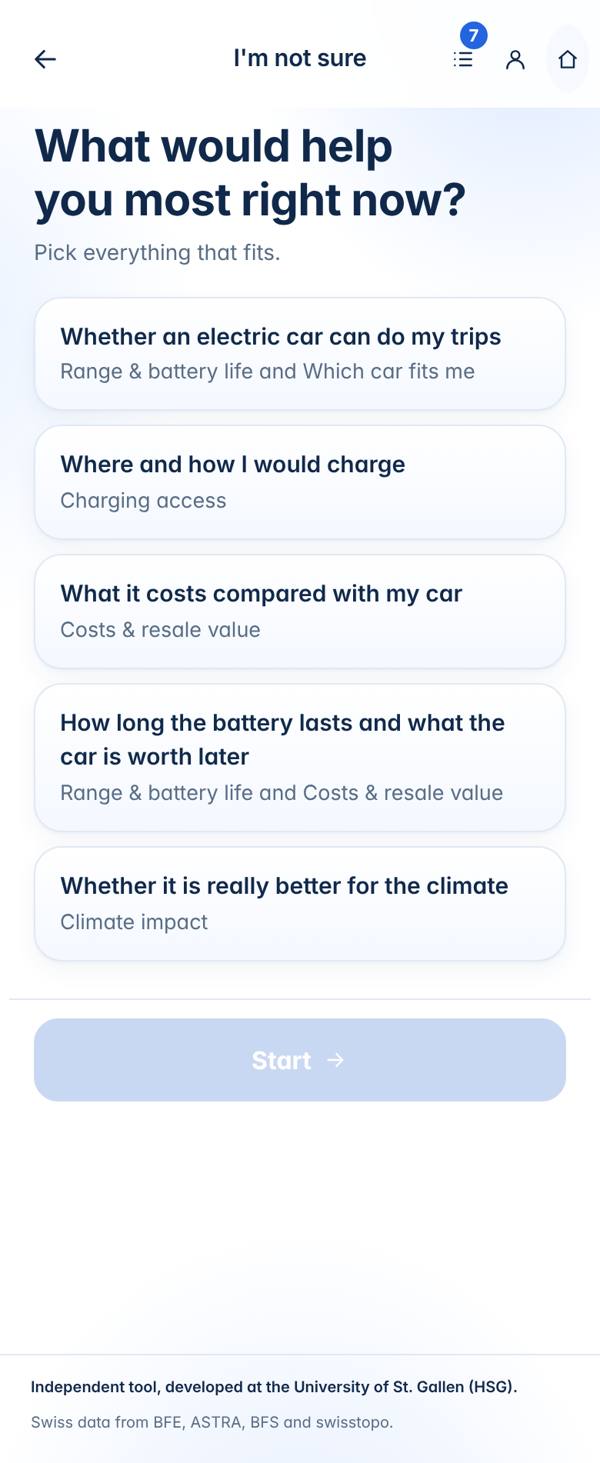 I'm not sure
7
What would help
you most right now?
Pick everything that fits.
Whether an electric car can do my trips
Range & battery life and Which car fits me
Where and how I would charge
Charging access
What it costs compared with my car
Costs & resale value
How long the battery lasts and what the
car is worth later
Range & battery life and Costs & resale value
Whether it is really better for the climate
Climate impact
Start
Independent tool, developed at the University of St. Gallen (HSG).
Swiss data from BFE, ASTRA, BFS and swisstopo.